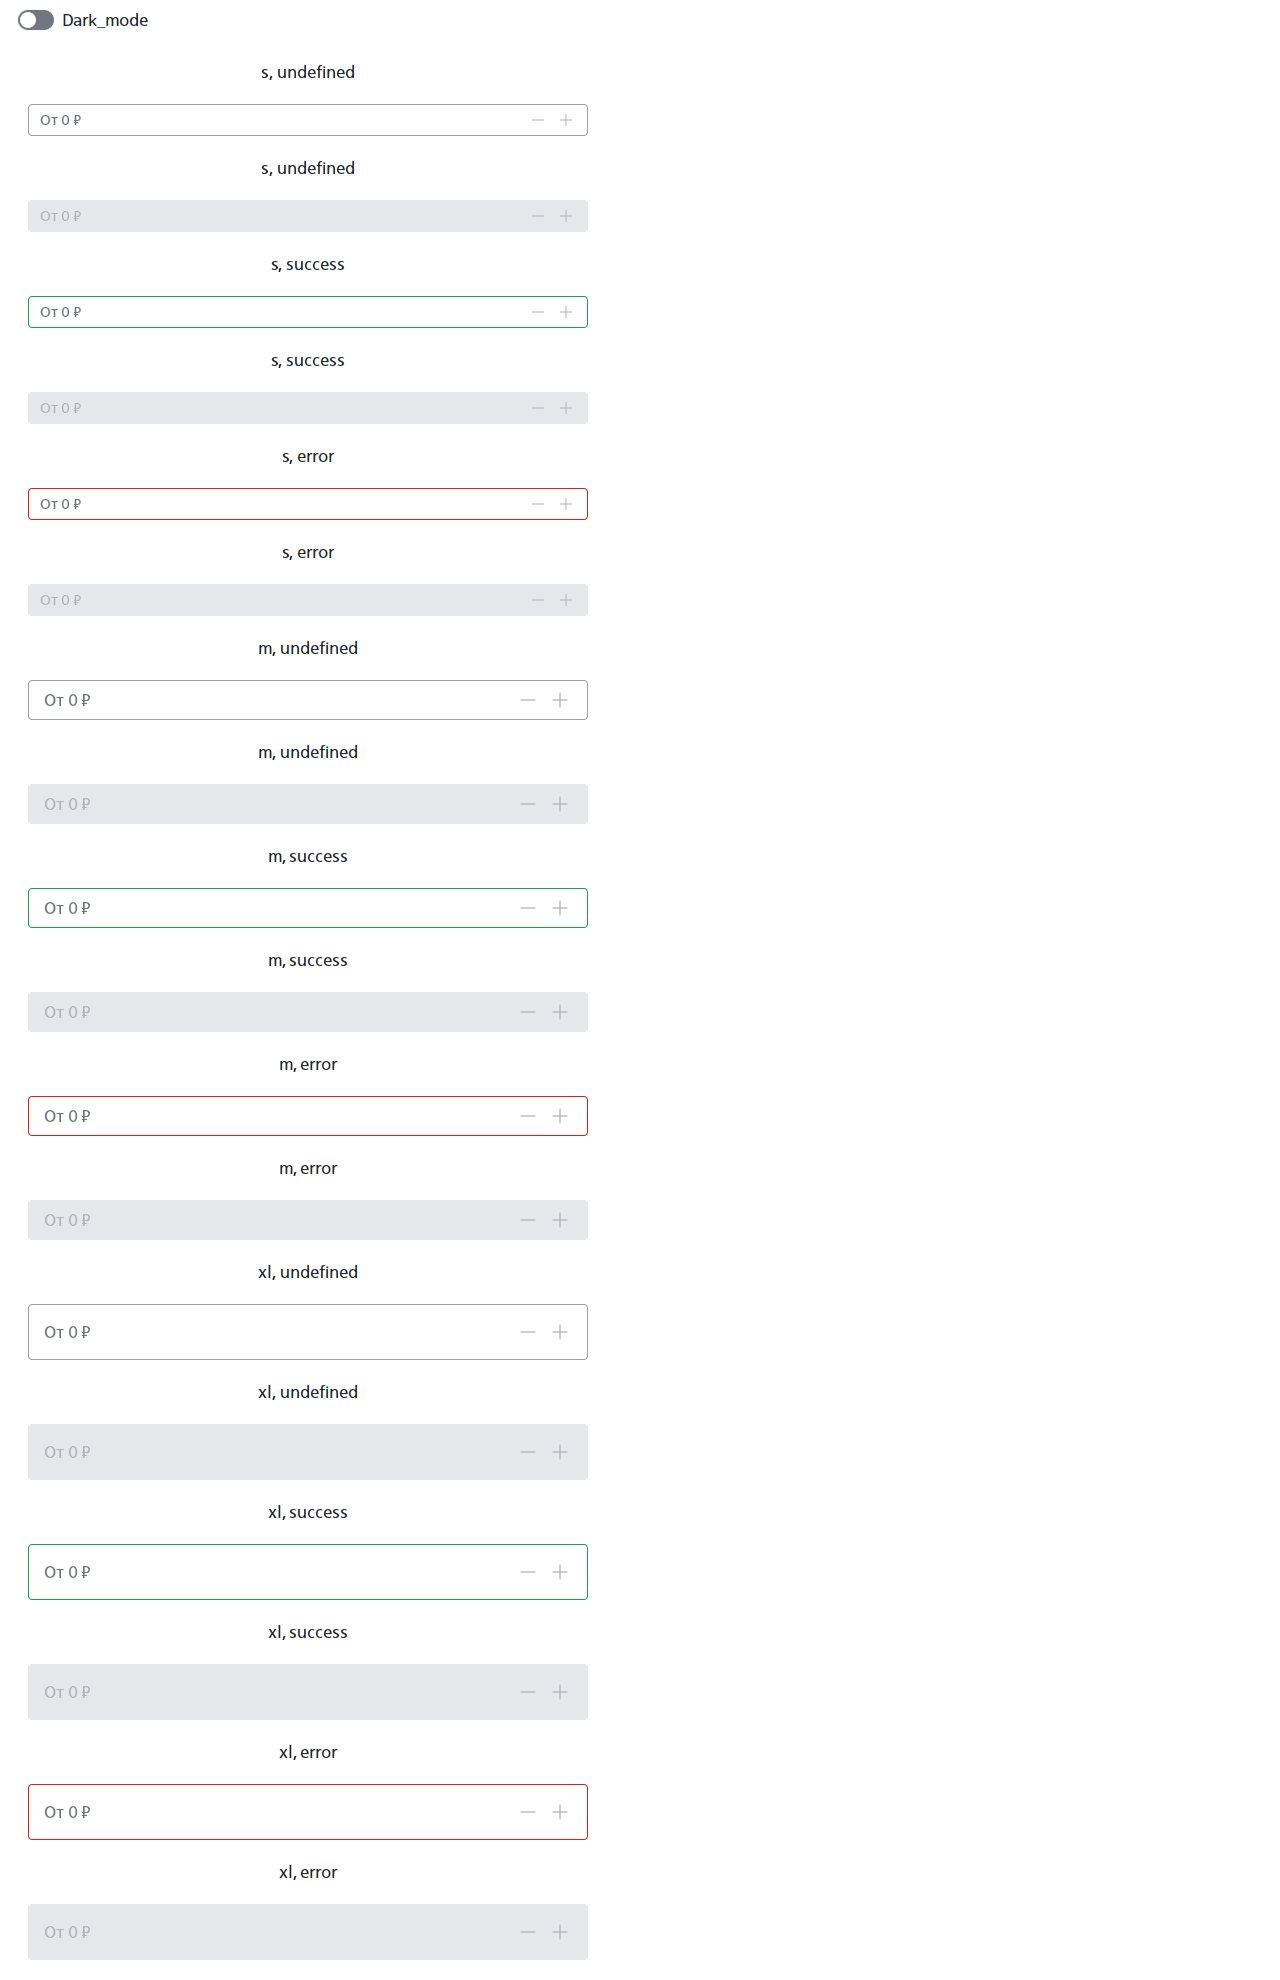 Dark_mode
s, undefined
От 0 ₽
s, undefined
От 0 ₽
s, success
От 0 ₽
s, success
От 0 ₽
s, error
От 0 ₽
s, error
От 0 ₽
m, undefined
От 0 ₽
m, undefined
От 0 ₽
m, success
От 0 ₽
m, success
От 0 ₽
m, error
От 0 ₽
m, error
От 0 ₽
xl, undefined
От 0 ₽
xl, undefined
От 0 ₽
xl, success
От 0 ₽
xl, success
От 0 ₽
xl, error
От 0 ₽
xl, error
От 0 ₽